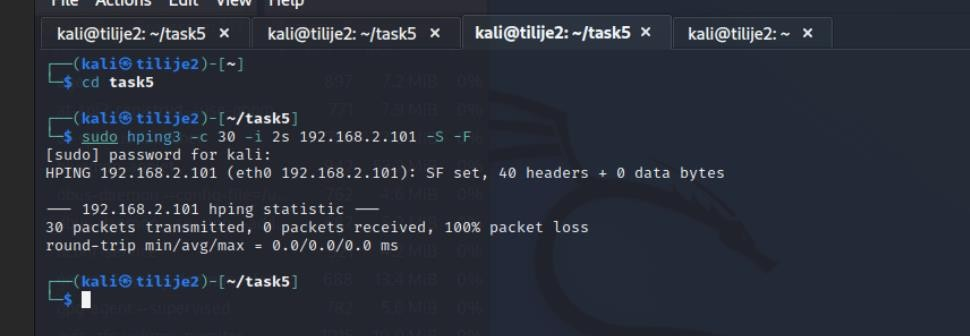 File Actions Edit View Help
kali@tilije2: ~/task5 × kali@tilije2: ~/task5 × kali@tilije2: ~/task5 × kali@tilije2: ~ ×
┌──(kali㉿tilije2)-[~]
└─$ cd task5
┌──(kali㉿tilije2)-[~/task5]
└─$ sudo hping3 -c 30 -i 2s 192.168.2.101 -S -F
[sudo] password for kali:
HPING 192.168.2.101 (eth0 192.168.2.101): SF set, 40 headers + 0 data bytes
─── 192.168.2.101 hping statistic ───
30 packets transmitted, 0 packets received, 100% packet loss
round-trip min/avg/max = 0.0/0.0/0.0 ms
┌──(kali㉿tilije2)-[~/task5]
└─$